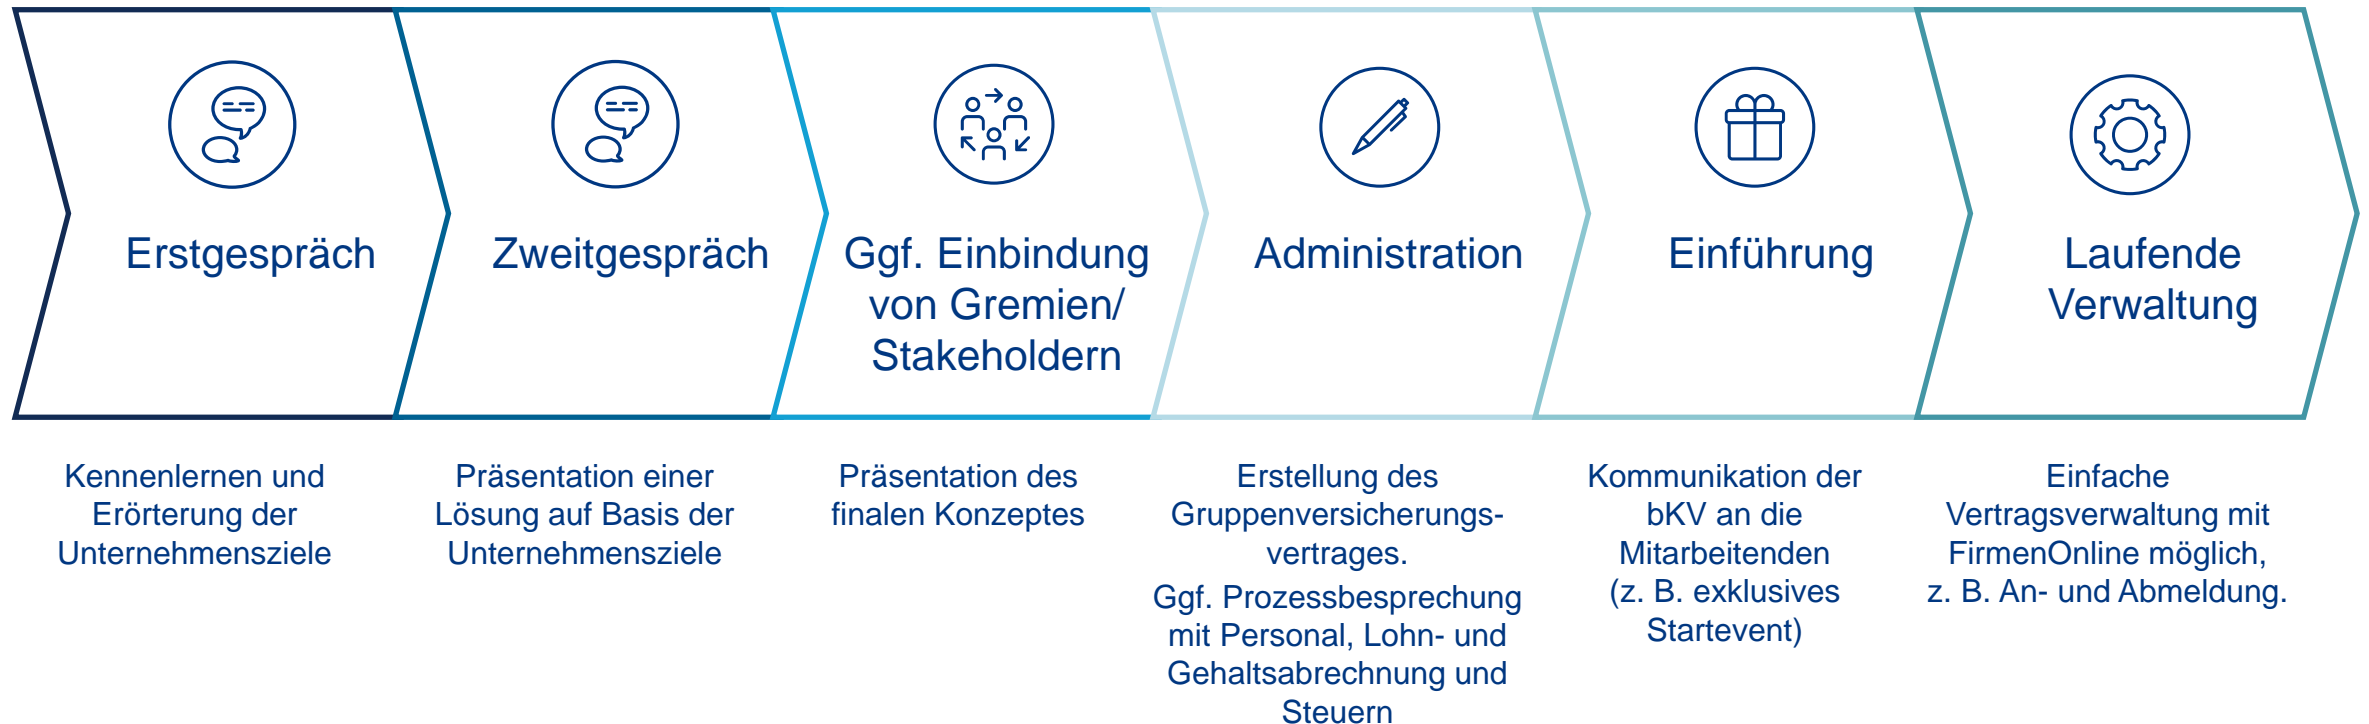 Erstgespräch
Zweitgespräch
Ggf. Einbindung
von Gremien/
Stakeholdern
Administration
Einführung
Laufende
Verwaltung
Kennenlernen und
Erörterung der
Unternehmensziele
Präsentation einer
Lösung auf Basis der
Unternehmensziele
Präsentation des
finalen Konzeptes
Erstellung des
Gruppenversicherungs-
vertrages.
Ggf. Prozessbesprechung
mit Personal, Lohn- und
Gehaltsabrechnung und
Steuern
Kommunikation der
bKV an die
Mitarbeitenden
(z. B. exklusives
Startevent)
Einfache
Vertragsverwaltung mit
FirmenOnline möglich,
z. B. An- und Abmeldung.